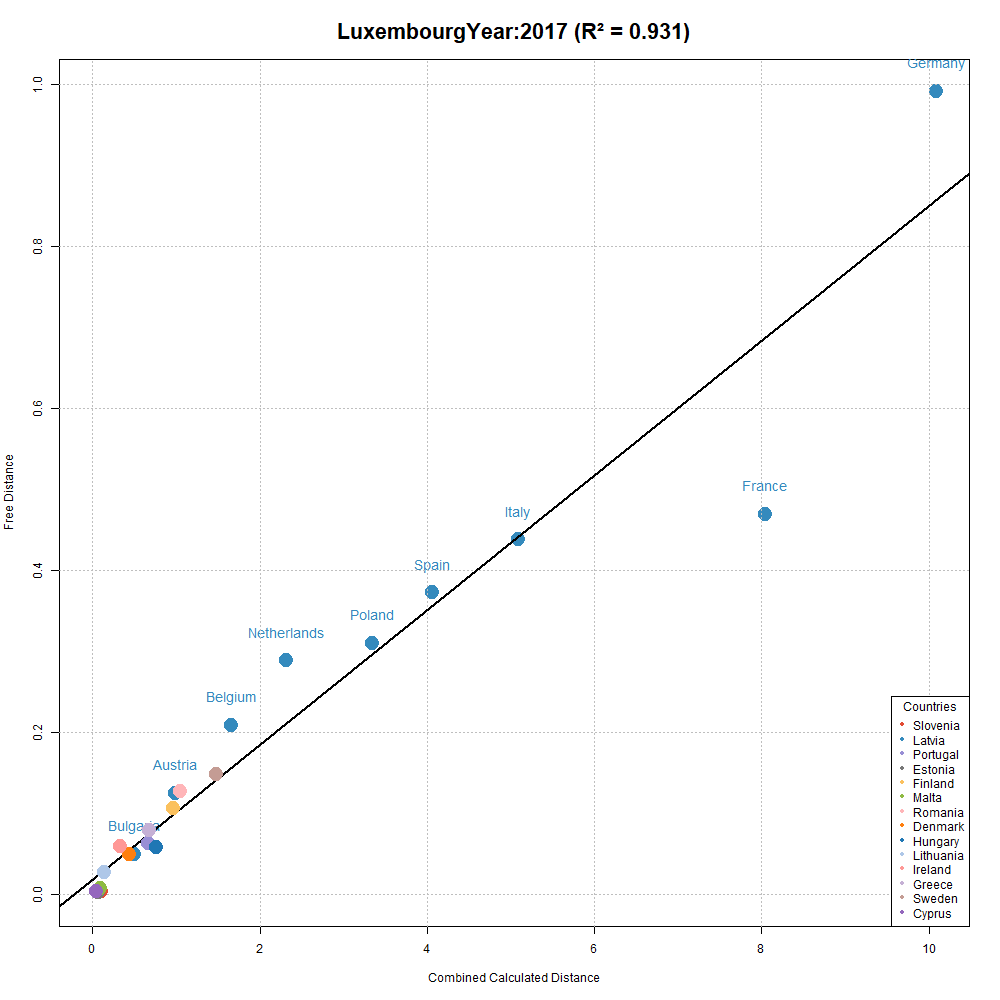 LuxembourgYear:2017 (R² = 0.931)
Germany
1.0
0.8
0.6
France
Italy
Free Distance
0.4
Spain
Poland
Netherlands
Belgium
0.2
Austria
Bulgaria
0.0
Countries
Slovenia
Latvia
Portugal
Estonia
Finland
Malta
Romania
Denmark
Hungary
Lithuania
Ireland
Greece
Sweden
Cyprus
0 2 4 6 8 10
Combined Calculated Distance